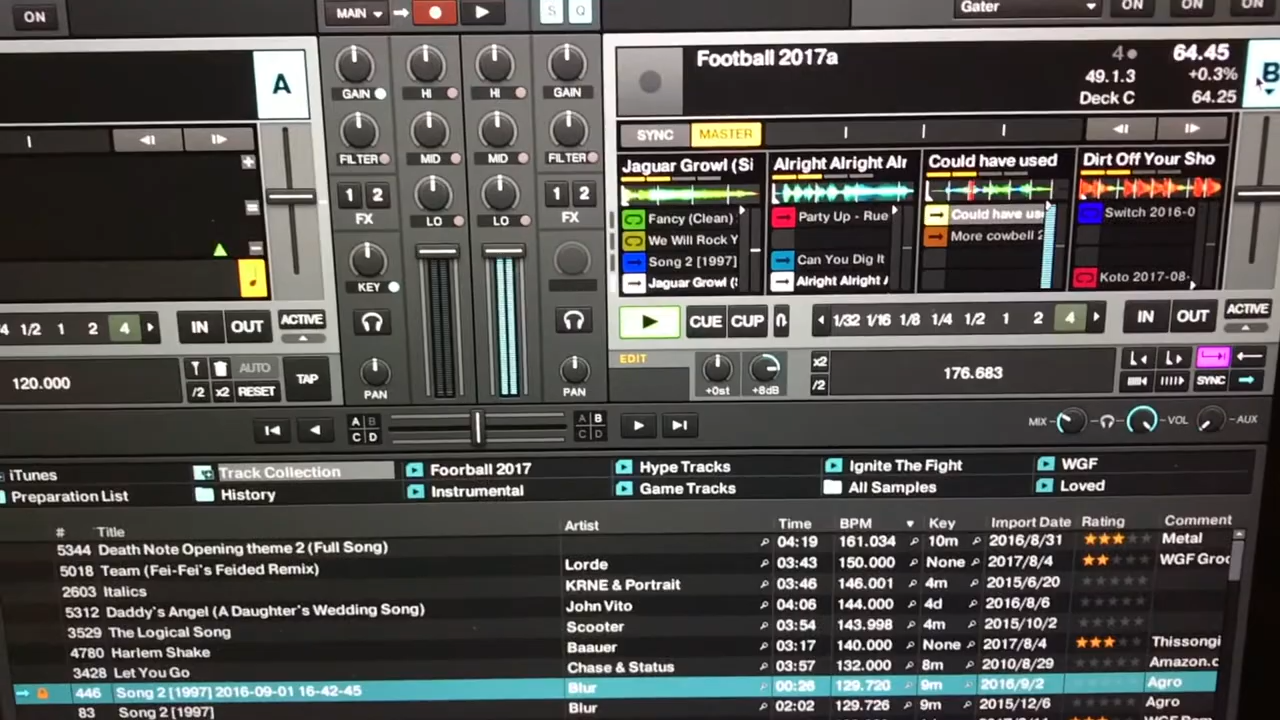 ON MAIN S Q Gater ON ON ON
A Football 2017a 4 64.45 B
49.1.3 +0.3%
Deck C 64.25
GAIN HI HI GAIN
SYNC MASTER
FILTER MID MID FILTER
Jaguar Growl (Si Alright Alright Alr Could have used Dirt Off Your Sho
1 2 1 2
FX LO LO FX
Fancy (Clean) Party Up - Rue Could have us Switch 2016-0
We Will Rock Y More cowbell 2
Song 2 [1997] Can You Dig It
Jaguar Growl ( Alright Alright A Koto 2017-08-
KEY
/4 1/2 1 2 4 IN OUT ACTIVE CUE CUP 1/32 1/16 1/8 1/4 1/2 1 2 4 IN OUT ACTIVE
EDIT
120.000 AUTO TAP x2 176.683
/2 x2 RESET PAN PAN +0st +8dB /2 SYNC
A B A B
C D C D
MIX VOL AUX
iTunes Track Collection Foorball 2017 Hype Tracks Ignite The Fight WGF
Preparation List History Instrumental Game Tracks All Samples Loved
# Title Artist Time BPM Key Import Date Rating Comment
5344 Death Note Opening theme 2 (Full Song) 04:19 161.034 10m 2016/8/31 Metal
5018 Team (Fei-Fei's Feided Remix) Lorde 03:43 150.000 None 2017/8/4 WGF Groo
2603 Italics KRNE & Portrait 03:46 146.001 4m 2015/6/20
5312 Daddy's Angel (A Daughter's Wedding Song) John Vito 04:06 144.000 4d 2016/8/6
3529 The Logical Song Scooter 03:54 143.998 4m 2015/10/2
4780 Harlem Shake Baauer 03:17 140.000 None 2017/8/4 Thissongi
3428 Let You Go Chase & Status 03:57 132.000 8m 2010/8/29 Amazon.c
446 Song 2 [1997] 2016-09-01 16-42-45 Blur 00:26 129.720 9m 2016/9/2 Agro
83 Song 2 [1997] Blur 02:02 129.726 9m 2015/12/6 Agro